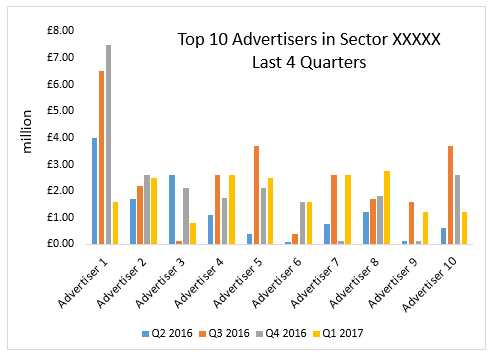 Top 10 Advertisers in Sector XXXXX
Last 4 Quarters
million
£8.00
£7.00
£6.00
£5.00
£4.00
£3.00
£2.00
£1.00
£0.00
Advertiser 1
Advertiser 2
Advertiser 3
Advertiser 4
Advertiser 5
Advertiser 6
Advertiser 7
Advertiser 8
Advertiser 9
Advertiser 10
Q2 2016 Q3 2016 Q4 2016 Q1 2017